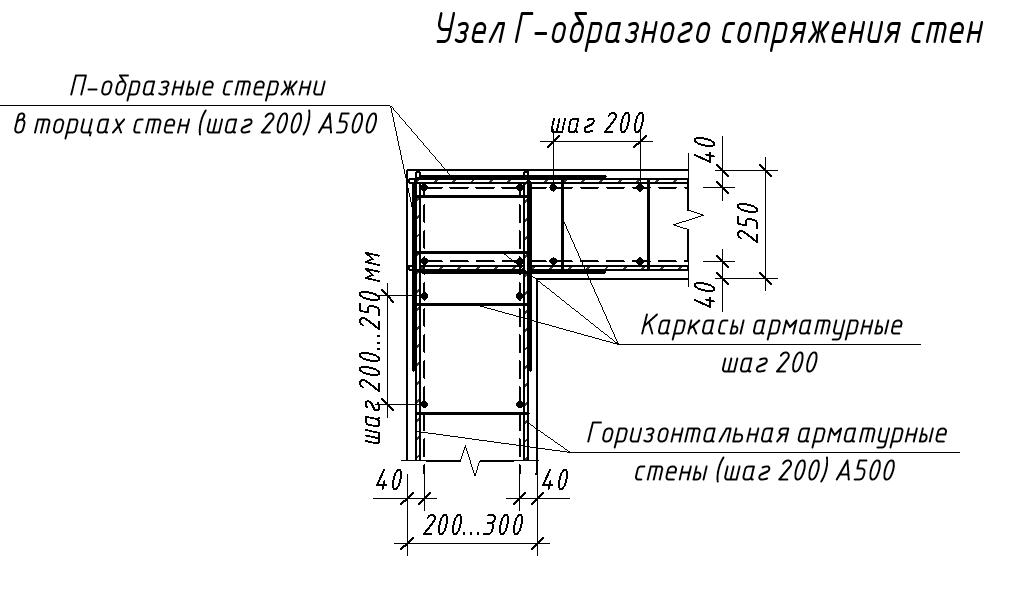 Узел Г-образного сопряжения стен
П-образные стержни
в торцах стен (шаг 200) А500
шаг 200
40
250
40
шаг 200...250 мм
Каркасы арматурные
шаг 200
Горизонтальная арматурные
стены (шаг 200) А500
40
40
200...300